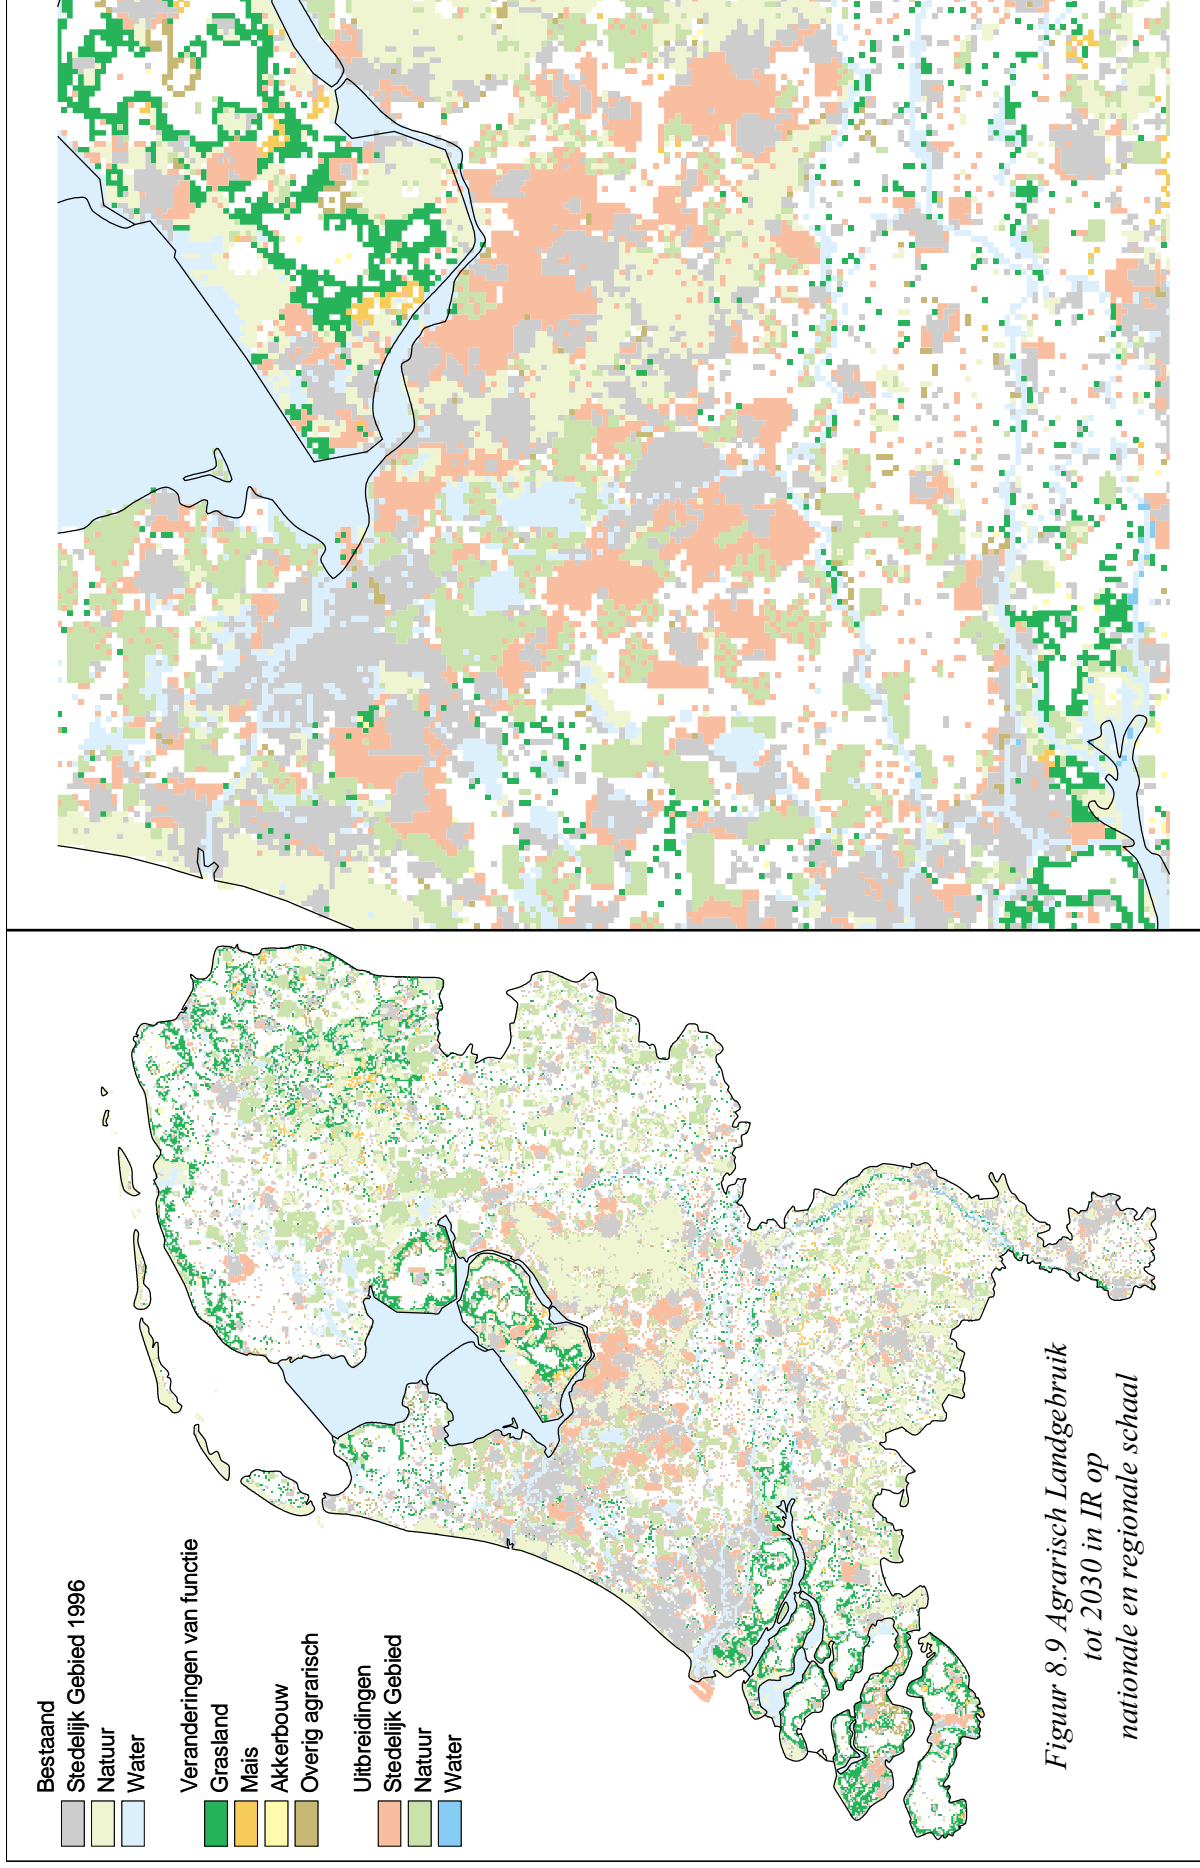 Bestand
Stedelijk Gebied 1996
Natuur
Water
Veranderingen van functie
Grasland
Mais
Akkerbouw
Overig agrarisch
Uitbreidingen
Stedelijk Gebied
Natuur
Water
Figuur 8.9 Agrarisch Landgebruik
tot 2030 in IR op
nationale en regionale schaal